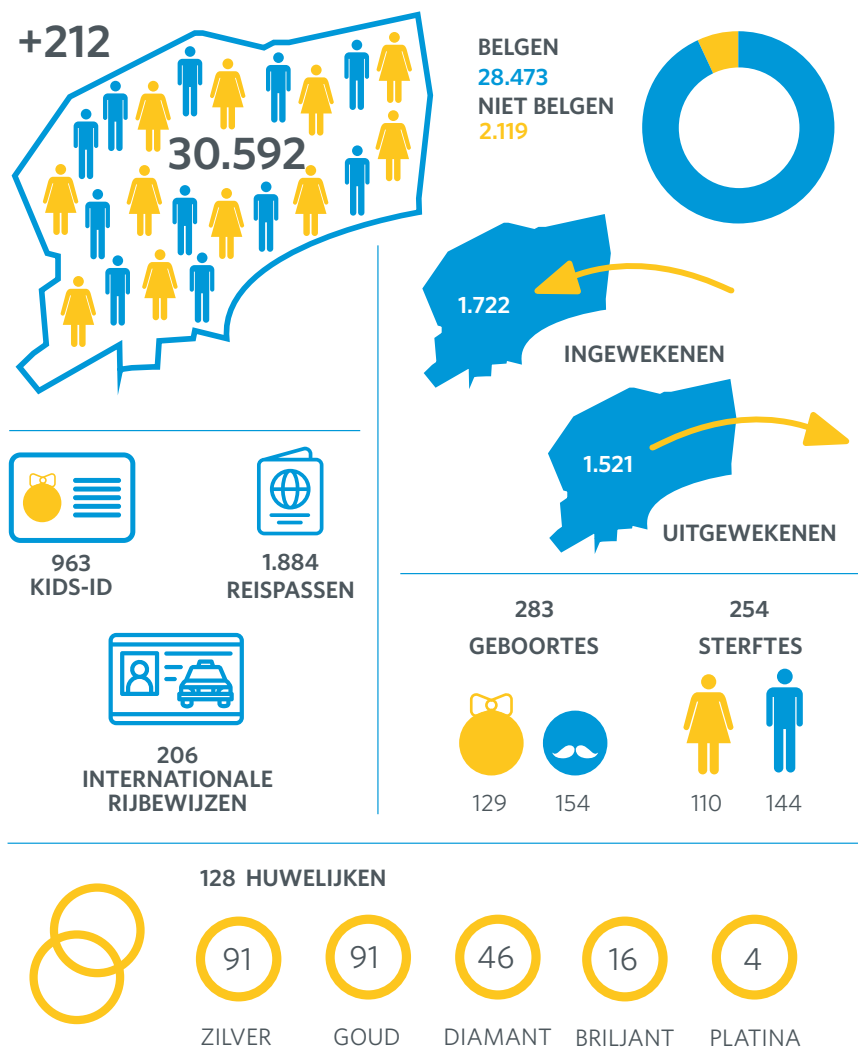 +212
30.592
BELGEN
28.473
NIET BELGEN
2.119
1.722
INGEWEKENEN
1.521
UITGEWEKENEN
963
KIDS-ID
1.884
REISPASSEN
206
INTERNATIONALE
RIJBEWIJZEN
283
GEBOORTES
129 154
254
STERFTES
110 144
128 HUWELIJKEN
91 91 46 16 4
ZILVER GOUD DIAMANT BRILJANT PLATINA